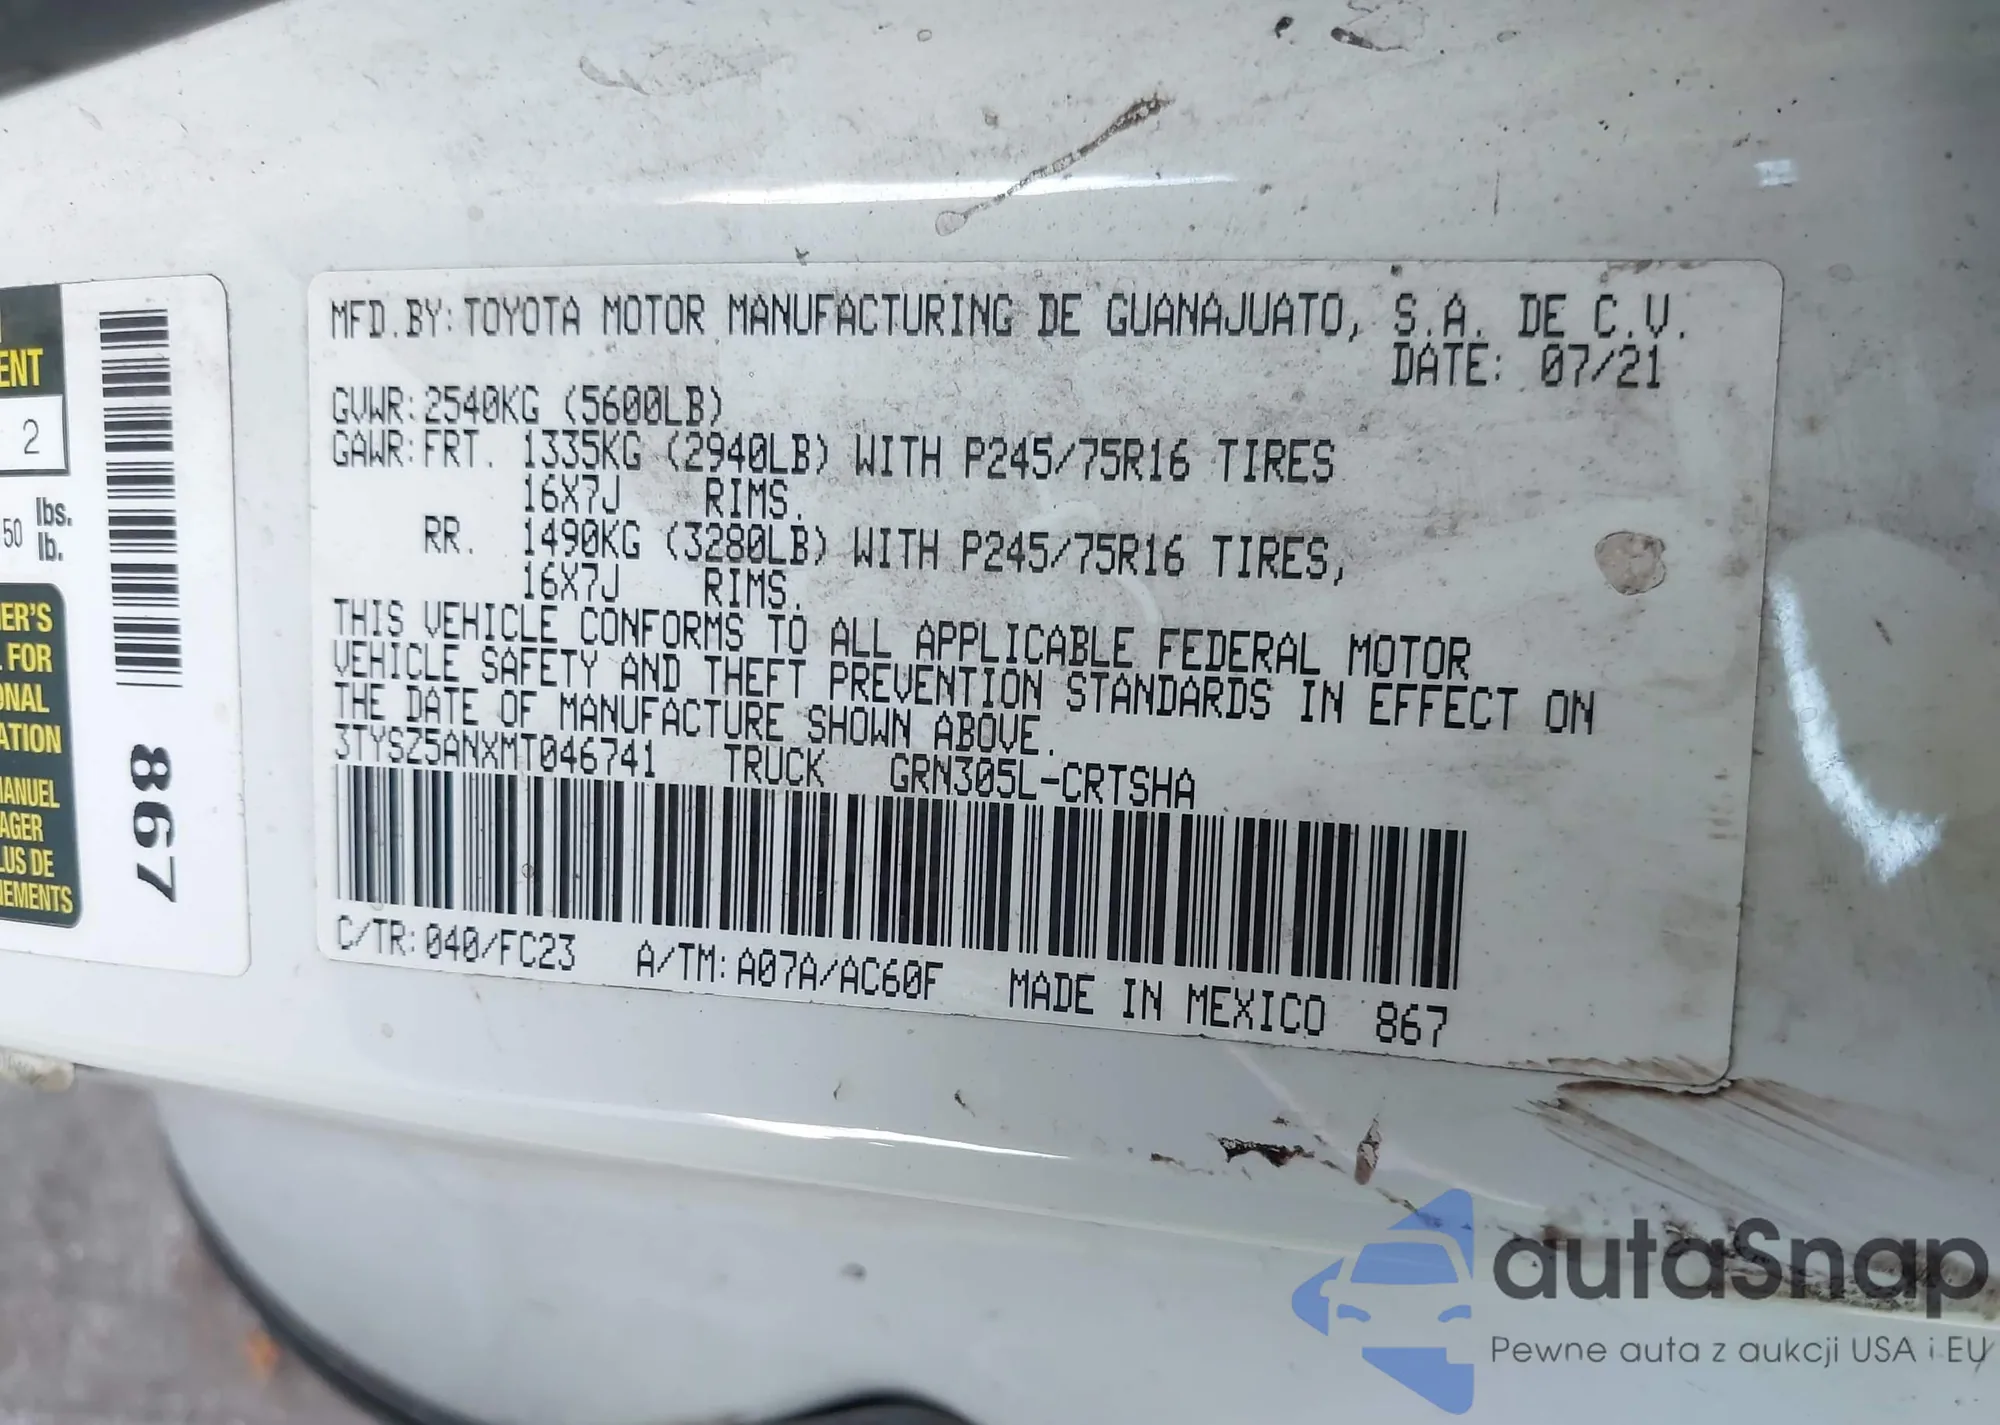 ENT
2
50 lbs.
lb.
ER'S
FOR
ONAL
ATION
ANUEL
AGER
US DE
EMENTS
867
MFD.BY:TOYOTA MOTOR MANUFACTURING DE GUANAJUATO, S.A. DE C.V.
DATE: 07/21
GVWR:2540KG (5600LB)
GAWR:FRT. 1335KG (2940LB) WITH P245/75R16 TIRES
16X7J RIMS.
RR. 1490KG (3280LB) WITH P245/75R16 TIRES,
16X7J RIMS.
THIS VEHICLE CONFORMS TO ALL APPLICABLE FEDERAL MOTOR
VEHICLE SAFETY AND THEFT PREVENTION STANDARDS IN EFFECT ON
THE DATE OF MANUFACTURE SHOWN ABOVE.
3TYSZ5ANXMT046741 TRUCK GRN305L-CRTSHA
C/TR:040/FC23 A/TM:A07A/AC60F MADE IN MEXICO 867
autaSnap
Pewne auta z aukcji USA i EU